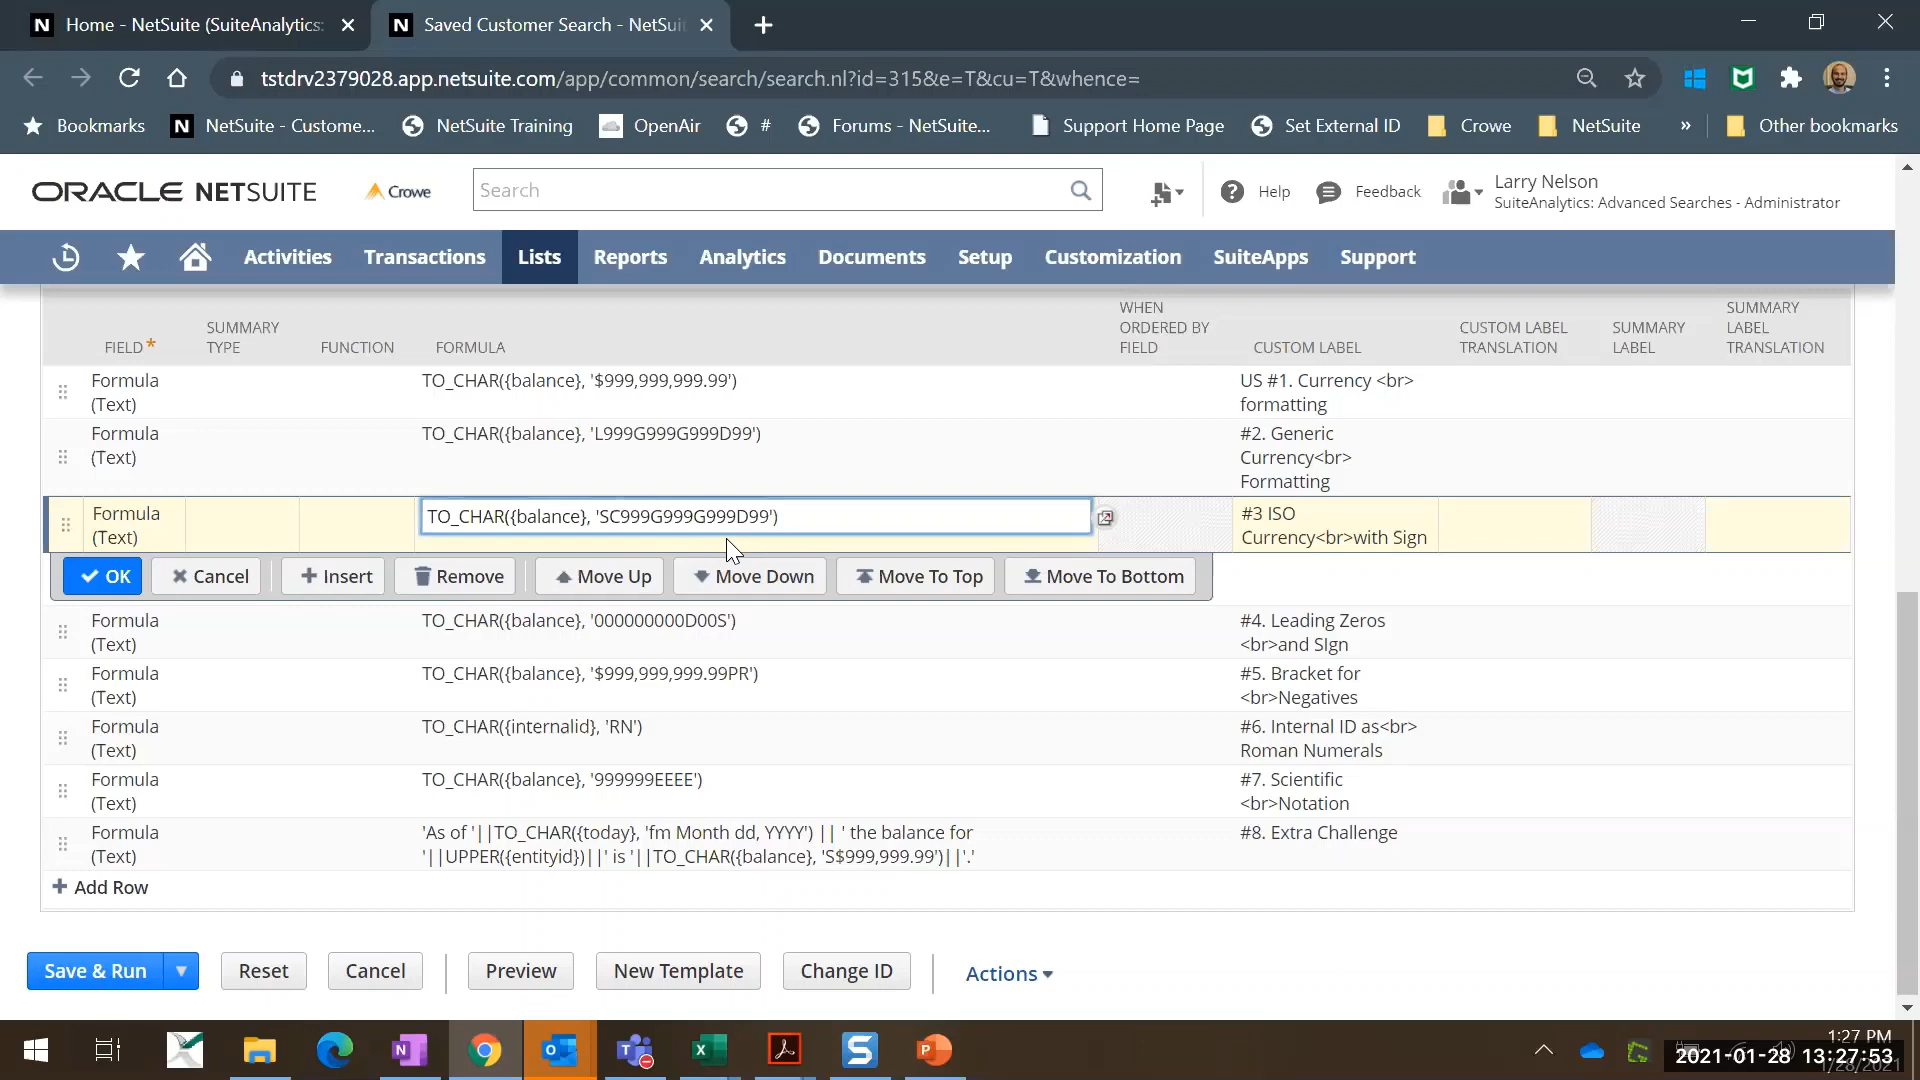 Home - NetSuite (SuiteAnalytics:
Saved Customer Search - NetSui
tstdrv2379028.app.netsuite.com/app/common/search/search.nl?id=315&e=T&cu=T&whence=
Bookmarks
NetSuite - Custome...
NetSuite Training
OpenAir
#
Forums - NetSuite...
Support Home Page
Set External ID
Crowe
NetSuite
»
Other bookmarks
ORACLE NETSUITE
Crowe
Search
Help
Feedback
Larry Nelson
SuiteAnalytics: Advanced Searches - Administrator
Activities
Transactions
Lists
Reports
Analytics
Documents
Setup
Customization
SuiteApps
Support
FIELD *
SUMMARY
TYPE
FUNCTION
FORMULA
WHEN
ORDERED BY
FIELD
CUSTOM LABEL
CUSTOM LABEL
TRANSLATION
SUMMARY
LABEL
SUMMARY
LABEL
TRANSLATION
Formula
(Text)
TO_CHAR({balance}, '$999,999,999.99')
US #1. Currency <br>
formatting
Formula
(Text)
TO_CHAR({balance}, 'L999G999G999D99')
#2. Generic
Currency<br>
Formatting
Formula
(Text)
TO_CHAR({balance}, 'SC999G999G999D99')
#3 ISO
Currency<br>with Sign
OK
Cancel
Insert
Remove
Move Up
Move Down
Move To Top
Move To Bottom
Formula
(Text)
TO_CHAR({balance}, '000000000D00S')
#4. Leading Zeros
<br>and SIgn
Formula
(Text)
TO_CHAR({balance}, '$999,999,999.99PR')
#5. Bracket for
<br>Negatives
Formula
(Text)
TO_CHAR({internalid}, 'RN')
#6. Internal ID as<br>
Roman Numerals
Formula
(Text)
TO_CHAR({balance}, '999999EEEE')
#7. Scientific
<br>Notation
Formula
(Text)
'As of '||TO_CHAR({today}, 'fm Month dd, YYYY') || ' the balance for
'||UPPER({entityid})||' is '||TO_CHAR({balance}, 'S$999,999.99')||'.'
#8. Extra Challenge
Add Row
Save & Run
Reset
Cancel
Preview
New Template
Change ID
Actions
1:27 PM
2021-01-28 13:27:53
1/28/2021